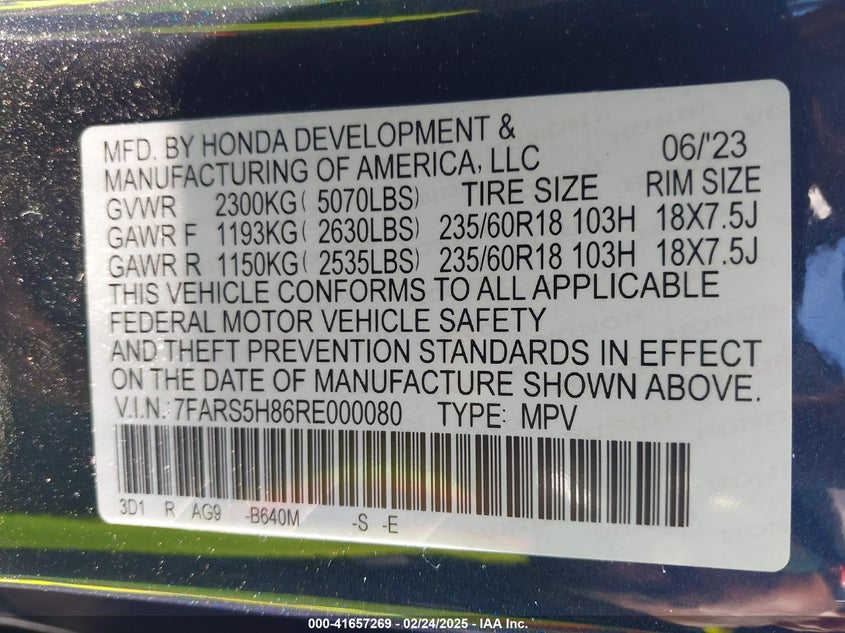 MFD. BY HONDA DEVELOPMENT & 06/'23
MANUFACTURING OF AMERICA, LLC
GVWR 2300KG( 5070LBS) TIRE SIZE RIM SIZE
GAWR F 1193KG( 2630LBS) 235/60R18 103H 18X7.5J
GAWR R 1150KG( 2535LBS) 235/60R18 103H 18X7.5J
THIS VEHICLE CONFORMS TO ALL APPLICABLE
FEDERAL MOTOR VEHICLE SAFETY
AND THEFT PREVENTION STANDARDS IN EFFECT
ON THE DATE OF MANUFACTURE SHOWN ABOVE.
V.I.N.:7FARS5H86RE000080 TYPE: MPV
3D1 R AG9 -B640M -S -E
000-41657269 - 02/24/2025 - IAA Inc.